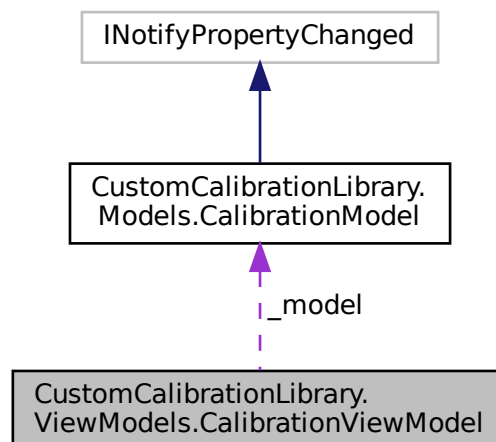 INotifyPropertyChanged
CustomCalibrationLibrary.
Models.CalibrationModel
_model
CustomCalibrationLibrary.
ViewModels.CalibrationViewModel